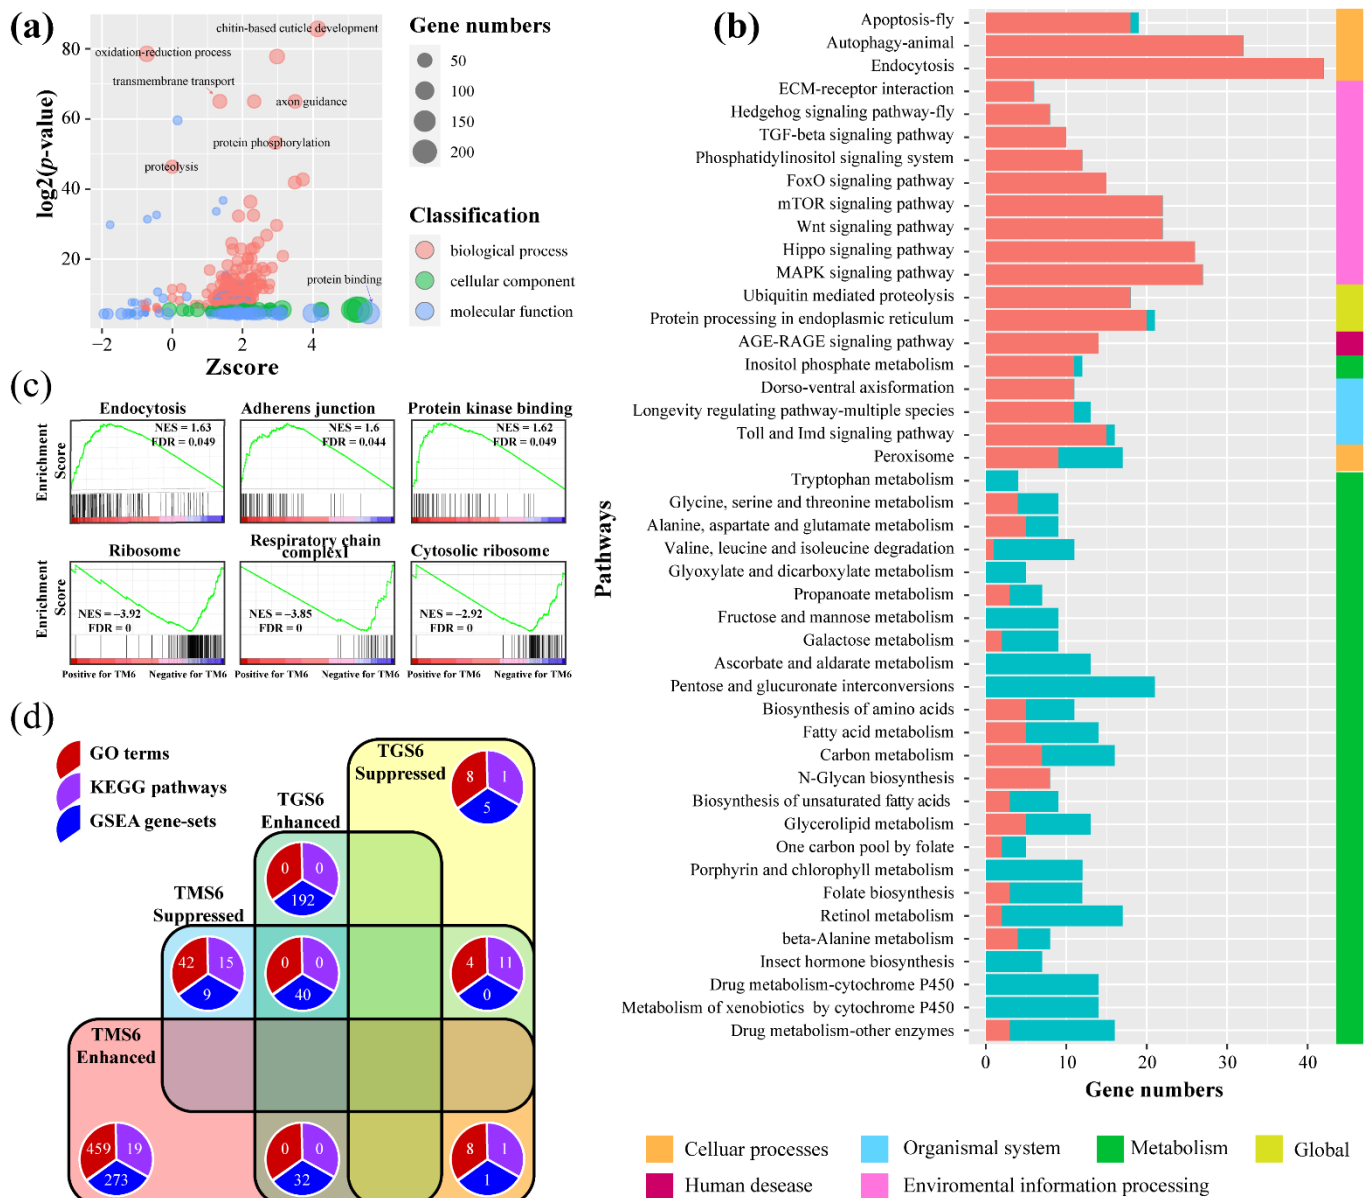 (a)
chitin-based cuticle development
oxidation-reduction process
transmembrane transport
axon guidance
protein phosphorylation
proteolysis
protein binding
log2(p-value)
80
60
40
20
−2
0
2
4
Zscore
Gene numbers
50
100
150
200
Classification
biological process
cellular component
molecular function
(b)
Pathways
Apoptosis-fly
Autophagy-animal
Endocytosis
ECM-receptor interaction
Hedgehog signaling pathway-fly
TGF-beta signaling pathway
Phosphatidylinositol signaling system
FoxO signaling pathway
mTOR signaling pathway
Wnt signaling pathway
Hippo signaling pathway
MAPK signaling pathway
Ubiquitin mediated proteolysis
Protein processing in endoplasmic reticulum
AGE-RAGE signaling pathway
Inositol phosphate metabolism
Dorso-ventral axisformation
Longevity regulating pathway-multiple species
Toll and Imd signaling pathway
Peroxisome
Tryptophan metabolism
Glycine, serine and threonine metabolism
Alanine, aspartate and glutamate metabolism
Valine, leucine and isoleucine degradation
Glyoxylate and dicarboxylate metabolism
Propanoate metabolism
Fructose and mannose metabolism
Galactose metabolism
Ascorbate and aldarate metabolism
Pentose and glucuronate interconversions
Biosynthesis of amino acids
Fatty acid metabolism
Carbon metabolism
N-Glycan biosynthesis
Biosynthesis of unsaturated fatty acids
Glycerolipid metabolism
One carbon pool by folate
Porphyrin and chlorophyll metabolism
Folate biosynthesis
Retinol metabolism
beta-Alanine metabolism
Insect hormone biosynthesis
Drug metabolism-cytochrome P450
Metabolism of xenobiotics by cytochrome P450
Drug metabolism-other enzymes
0
10
20
30
40
Gene numbers
Celluar processes
Organismal system
Metabolism
Global
Human desease
Enviromental information processing
(c)
Endocytosis
Adherens junction
Protein kinase binding
Enrichment
Score
NES = 1.63
FDR = 0.049
NES = 1.6
FDR = 0.044
NES = 1.62
FDR = 0.049
Ribosome
Respiratory chain
complexI
Cytosolic ribosome
Enrichment
Score
NES = −3.92
FDR = 0
NES = −3.85
FDR = 0
NES = −2.92
FDR = 0
Positive for TM6
Negative for TM6
Positive for TM6
Negative for TM6
Positive for TM6
Negative for TM6
(d)
GO terms
KEGG pathways
GSEA gene-sets
TGS6
Suppressed
8
1
5
TGS6
Enhanced
0
0
192
TMS6
Suppressed
42
15
9
0
0
40
4
11
0
TMS6
Enhanced
459
19
273
0
0
32
8
1
1